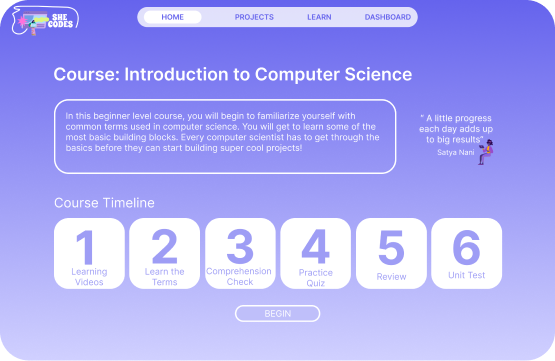 SHE
CODES
HOME
PROJECTS
LEARN
DASHBOARD
Course: Introduction to Computer Science
In this beginner level course, you will begin to familiarize yourself with
common terms used in computer science. You will get to learn some of the
most basic building blocks. Every computer scientist has to get through the
basics before they can start building super cool projects!
" A little progress
each day adds up
to big results"
Satya Nani
Course Timeline
1
Learning
Videos
2
Learn the
Terms
3
Comprehension
Check
4
Practice
Quiz
5
Review
6
Unit Test
BEGIN